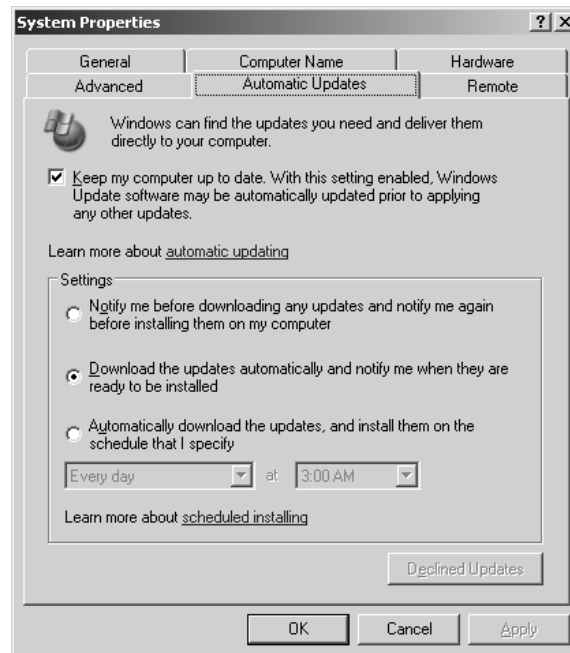 System Properties
General
Computer Name
Hardware
Advanced
Automatic Updates
Remote
Windows can find the updates you need and deliver them
directly to your computer.
Keep my computer up to date. With this setting enabled, Windows
Update software may be automatically updated prior to applying
any other updates.
Learn more about automatic updating
Settings
Notify me before downloading any updates and notify me again
before installing them on my computer
Download the updates automatically and notify me when they are
ready to be installed
Automatically download the updates, and install them on the
schedule that I specify
Every day at 3:00 AM
Learn more about scheduled installing
Declined Updates
OK Cancel Apply